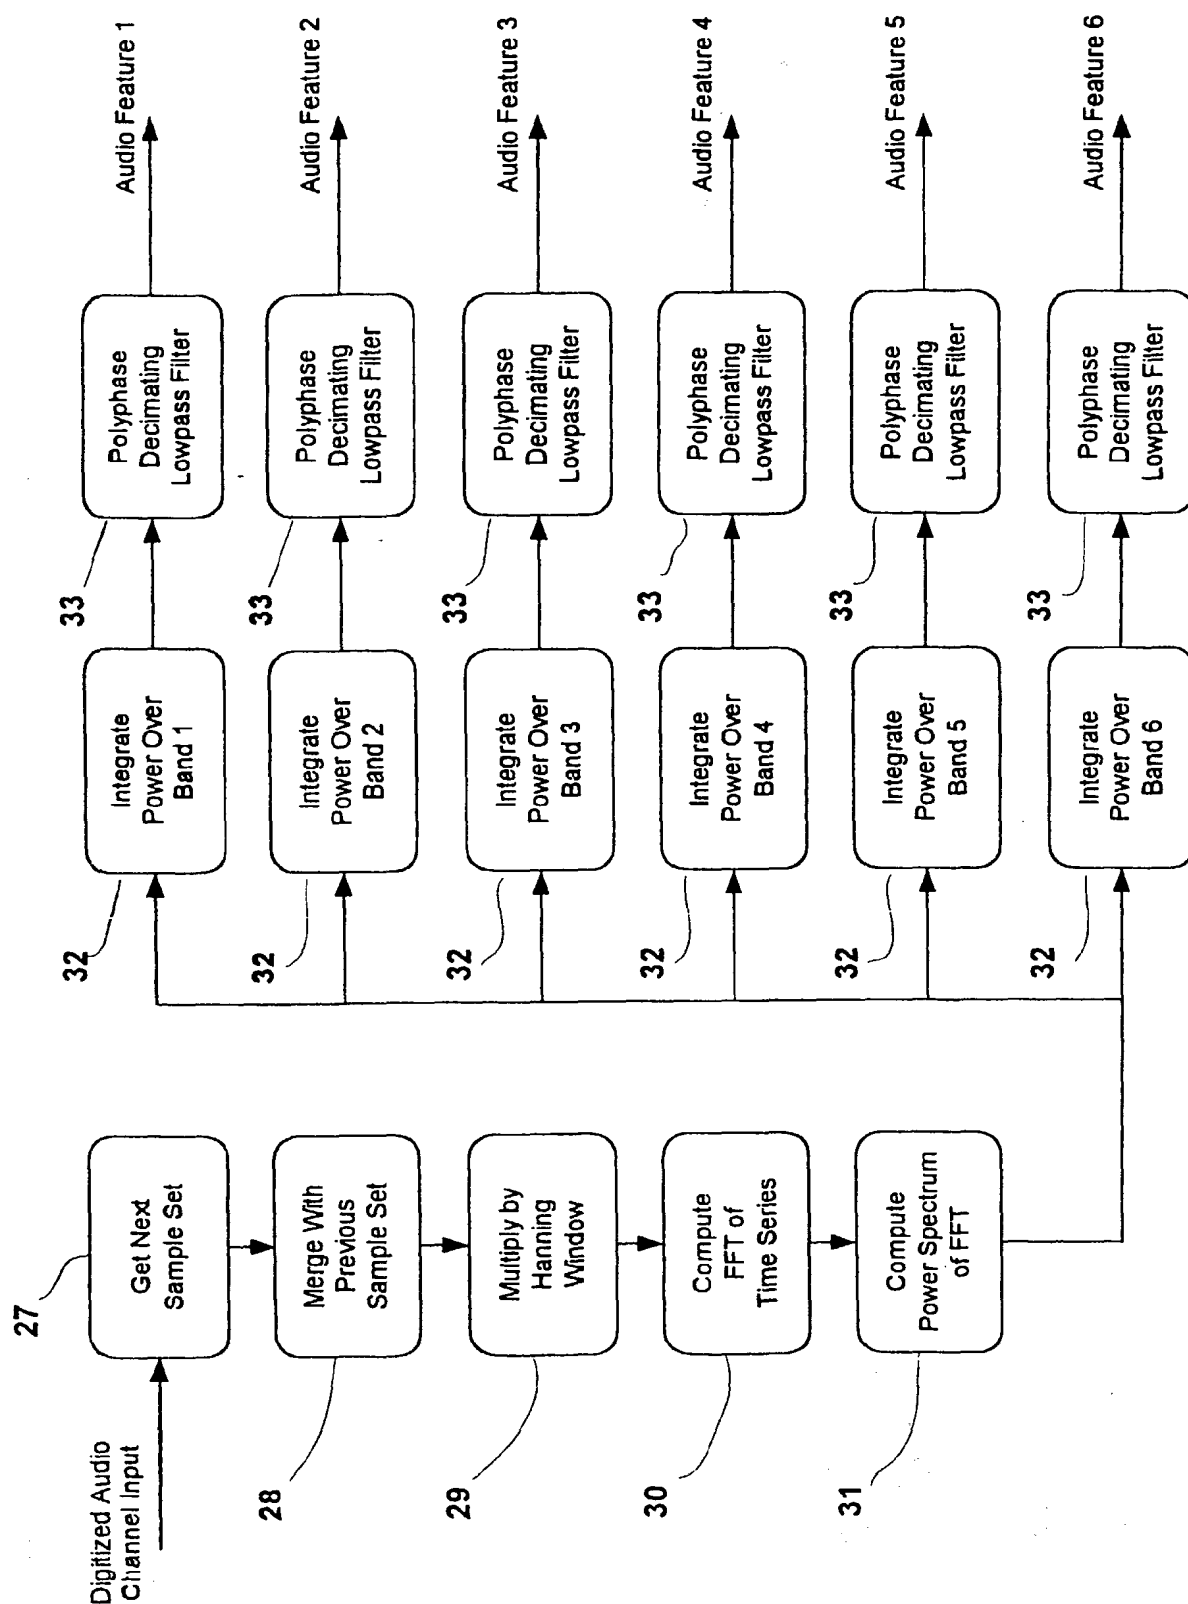 Digitized Audio
Channel Input
27
Get Next
Sample Set
28
Merge With
Previous
Sample Set
29
Multiply by
Hanning
Window
30
Compute
FFT of
Time Series
31
Compute
Power Spectrum
of FFT
32
Integrate
Power Over
Band 1
33
Polyphase
Decimating
Lowpass Filter
Audio Feature 1
32
Integrate
Power Over
Band 2
33
Polyphase
Decimating
Lowpass Filter
Audio Feature 2
32
Integrate
Power Over
Band 3
33
Polyphase
Decimating
Lowpass Filter
Audio Feature 3
32
Integrate
Power Over
Band 4
33
Polyphase
Decimating
Lowpass Filter
Audio Feature 4
32
Integrate
Power Over
Band 5
33
Polyphase
Decimating
Lowpass Filter
Audio Feature 5
32
Integrate
Power Over
Band 6
33
Polyphase
Decimating
Lowpass Filter
Audio Feature 6